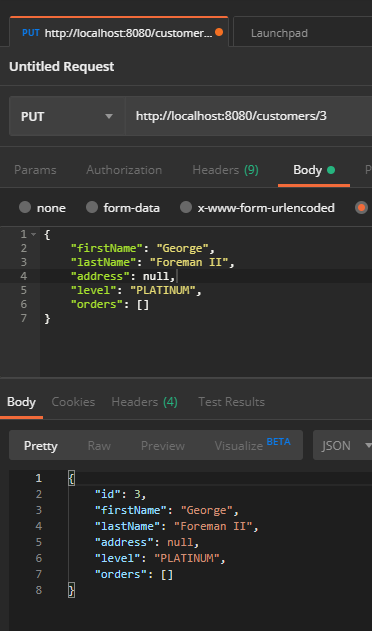 PUT http://localhost:8080/customer... Launchpad
Untitled Request
PUT http://localhost:8080/customers/3
Params Authorization Headers (9) Body P
none form-data x-www-form-urlencoded
1 {
2 "firstName": "George",
3 "lastName": "Foreman II",
4 "address": null,
5 "level": "PLATINUM",
6 "orders": []
7 }
Body Cookies Headers (4) Test Results
Pretty Raw Preview Visualize BETA JSON
1 {
2 "id": 3,
3 "firstName": "George",
4 "lastName": "Foreman II",
5 "address": null,
6 "level": "PLATINUM",
7 "orders": []
8 }